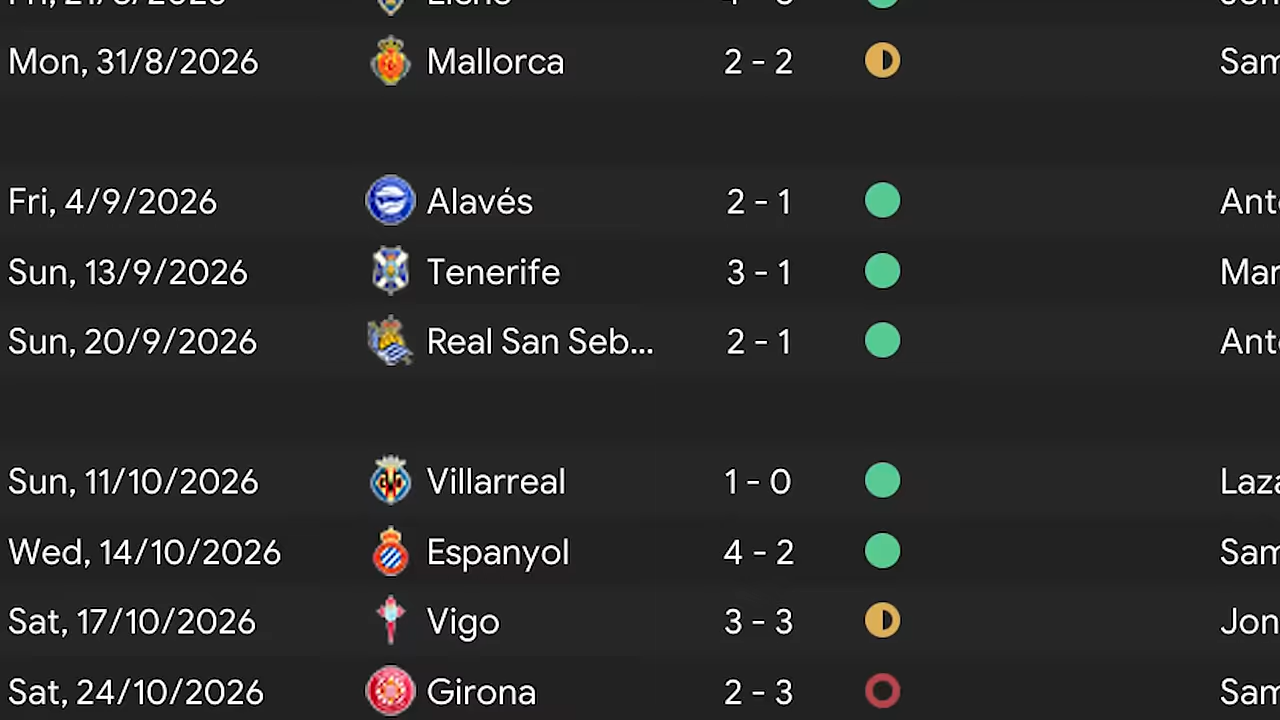 Mon, 31/8/2026 Mallorca 2 - 2 Sam
Fri, 4/9/2026 Alavés 2 - 1 Ant
Sun, 13/9/2026 Tenerife 3 - 1 Mar
Sun, 20/9/2026 Real San Seb... 2 - 1 Ant
Sun, 11/10/2026 Villarreal 1 - 0 Laza
Wed, 14/10/2026 Espanyol 4 - 2 Sam
Sat, 17/10/2026 Vigo 3 - 3 Jon
Sat, 24/10/2026 Girona 2 - 3 Sam